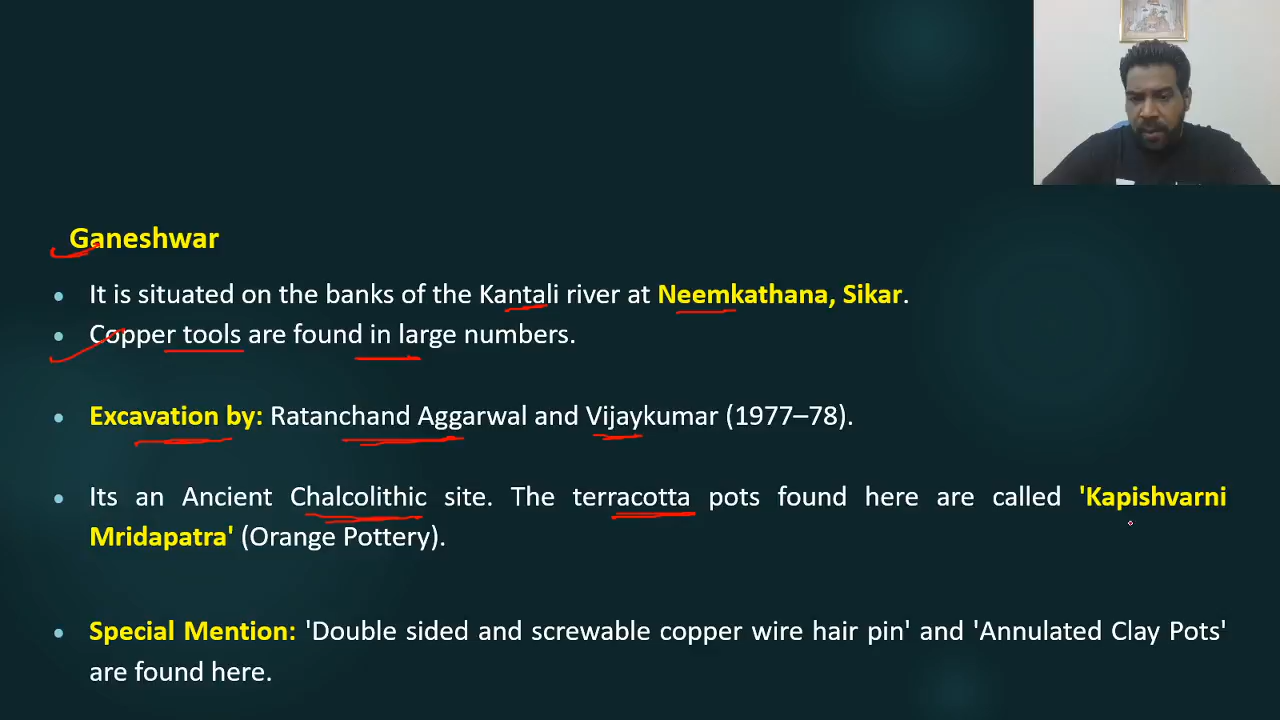 Ganeshwar
It is situated on the banks of the Kantali river at Neemkathana, Sikar.
Copper tools are found in large numbers.
Excavation by: Ratanchand Aggarwal and Vijaykumar (1977–78).
Its an Ancient Chalcolithic site. The terracotta pots found here are called 'Kapishvarni
Mridapatra' (Orange Pottery).
Special Mention: 'Double sided and screwable copper wire hair pin' and 'Annulated Clay Pots'
are found here.